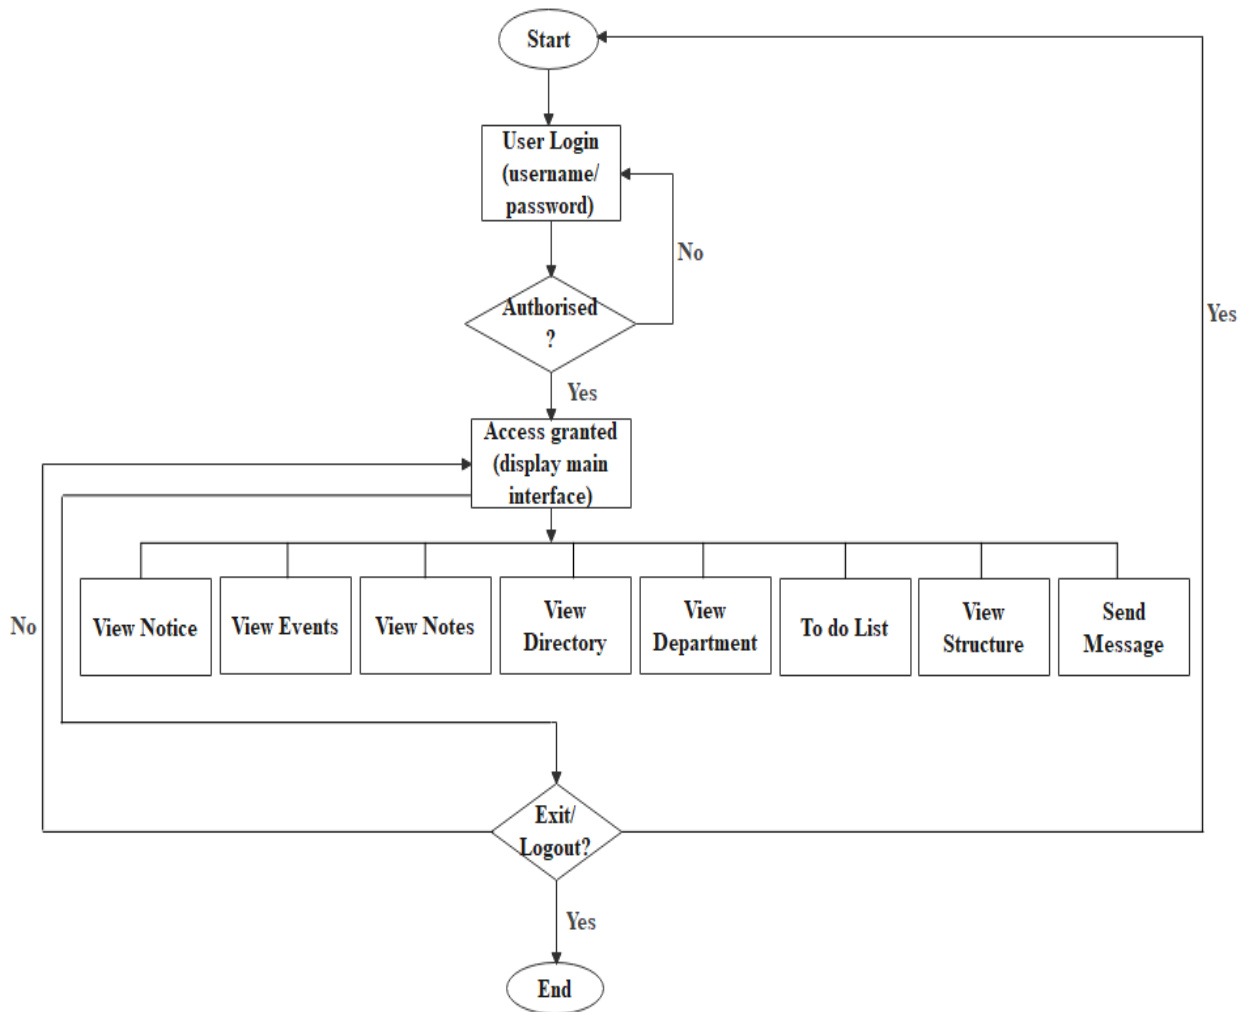 Start
User Login
(username/
password)
No
Authorised
?
Yes
Yes
Access granted
(display main
interface)
No
View Notice
View Events
View Notes
View
Directory
View
Department
To do List
View
Structure
Send
Message
Exit/
Logout?
Yes
End